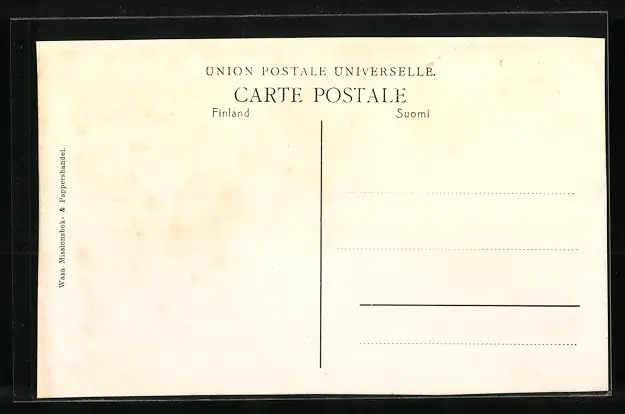 UNION POSTALE UNIVERSELLE.
CARTE POSTALE
Finland Suomi
Wasa Missionsbok- & Pappershandel.